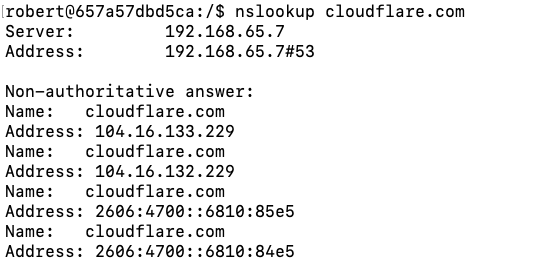 [robert@657a57dbd5ca:/$ nslookup cloudflare.com
Server:         192.168.65.7
Address:        192.168.65.7#53

Non-authoritative answer:
Name:   cloudflare.com
Address: 104.16.133.229
Name:   cloudflare.com
Address: 104.16.132.229
Name:   cloudflare.com
Address: 2606:4700::6810:85e5
Name:   cloudflare.com
Address: 2606:4700::6810:84e5